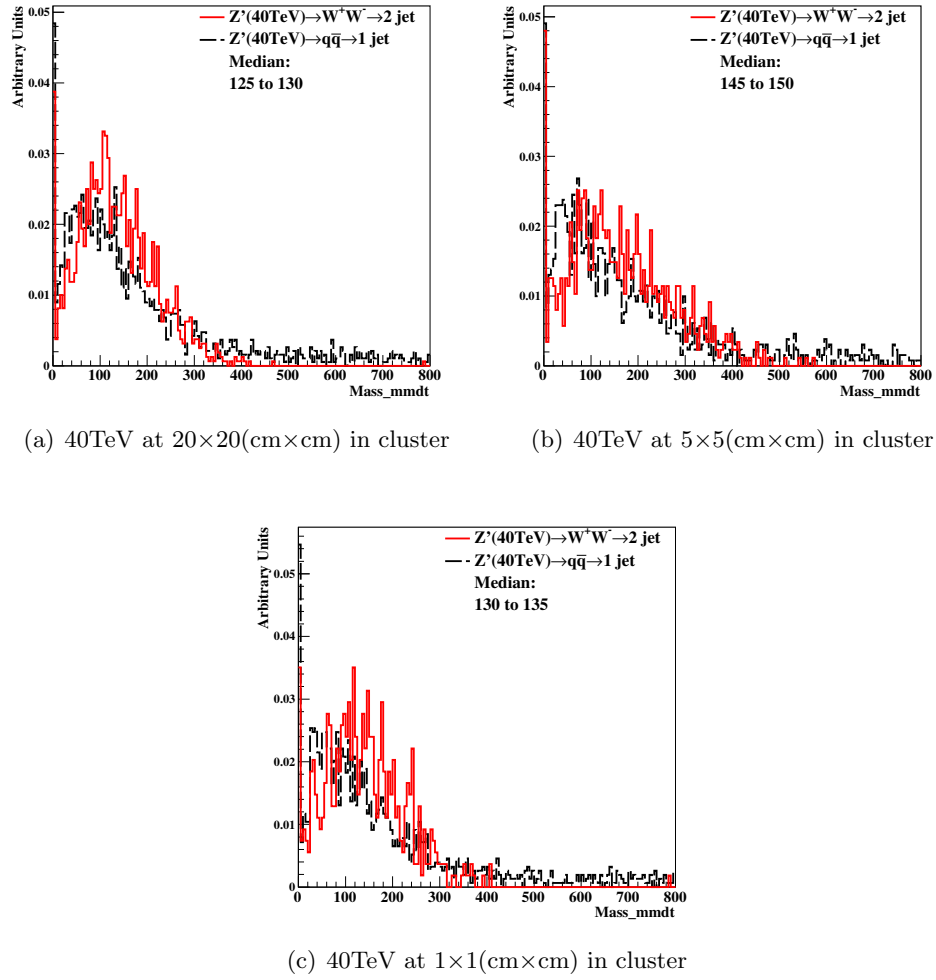 Arbitrary Units
0.05
0.04
0.03
0.02
0.01
0
Z'(40TeV)→W⁺W⁻→2 jet
Z'(40TeV)→qq̅→1 jet
Median:
125 to 130
0 100 200 300 400 500 600 700 800
Mass_mmdt
(a) 40TeV at 20×20(cm×cm) in cluster
Arbitrary Units
0.05
0.04
0.03
0.02
0.01
0
Z'(40TeV)→W⁺W⁻→2 jet
Z'(40TeV)→qq̅→1 jet
Median:
145 to 150
0 100 200 300 400 500 600 700 800
Mass_mmdt
(b) 40TeV at 5×5(cm×cm) in cluster
Arbitrary Units
0.05
0.04
0.03
0.02
0.01
0
Z'(40TeV)→W⁺W⁻→2 jet
Z'(40TeV)→qq̅→1 jet
Median:
130 to 135
0 100 200 300 400 500 600 700 800
Mass_mmdt
(c) 40TeV at 1×1(cm×cm) in cluster